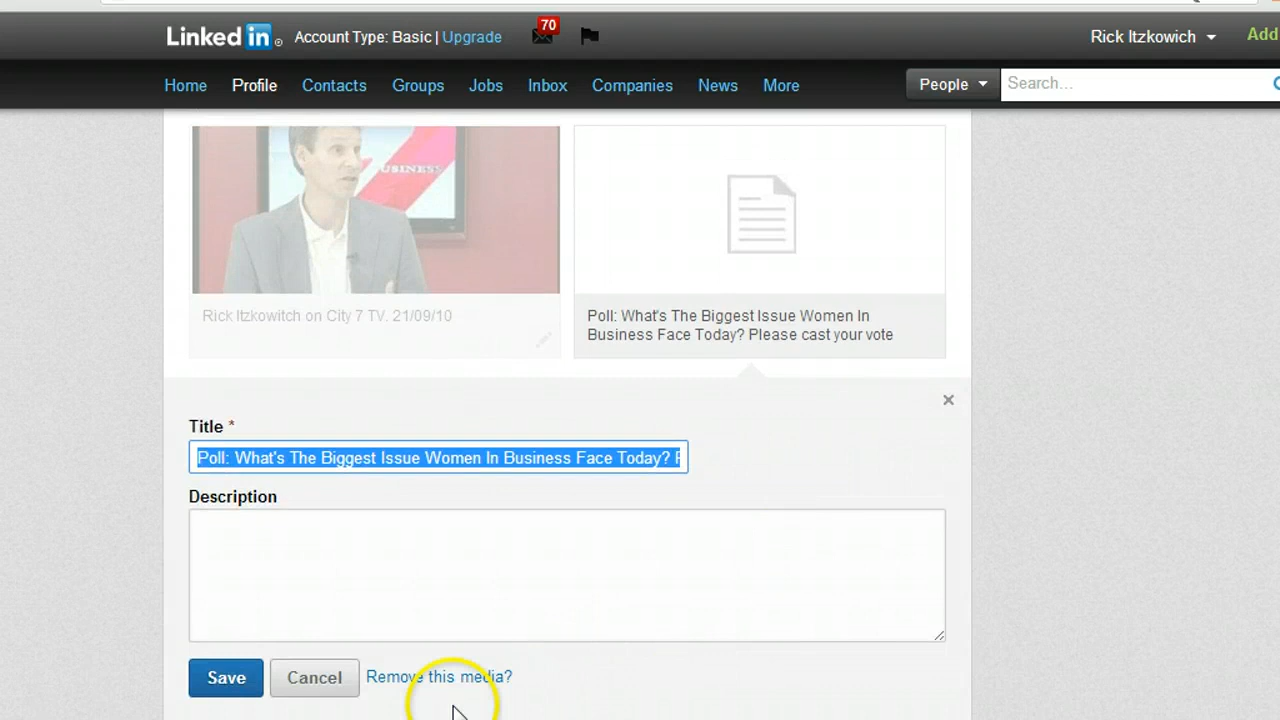 Linked in® Account Type: Basic | Upgrade 70 Rick Itzkowich Add
Home Profile Contacts Groups Jobs Inbox Companies News More People Search...
BUSINESS
Rick Itzkowitch on City 7 TV. 21/09/10
Poll: What's The Biggest Issue Women In
Business Face Today? Please cast your vote
Title *
Poll: What's The Biggest Issue Women In Business Face Today?
Description
Save Cancel Remove this media?